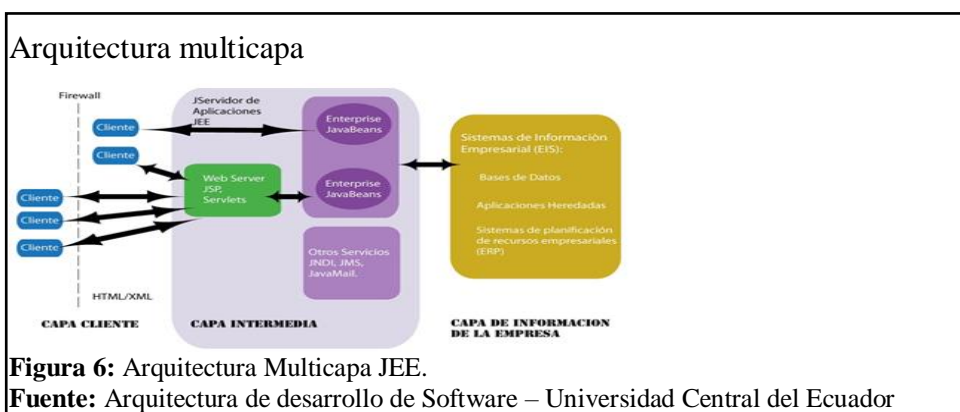 Arquitectura multicapa
Firewall
Cliente
Cliente
Cliente
Cliente
Cliente
HTML/XML
CAPA CLIENTE
JServidor de
Aplicaciones
JEE
Web Server
JSP,
Servlets
Enterprise
JavaBeans
Enterprise
JavaBeans
Otros Servicios
JNDI, JMS,
JavaMail.
CAPA INTERMEDIA
Sistemas de Información
Empresarial (EIS):
Bases de Datos
Aplicaciones Heredadas
Sistemas de planificación
de recursos empresariales
(ERP)
CAPA DE INFORMACION
DE LA EMPRESA
Figura 6: Arquitectura Multicapa JEE.
Fuente: Arquitectura de desarrollo de Software – Universidad Central del Ecuador